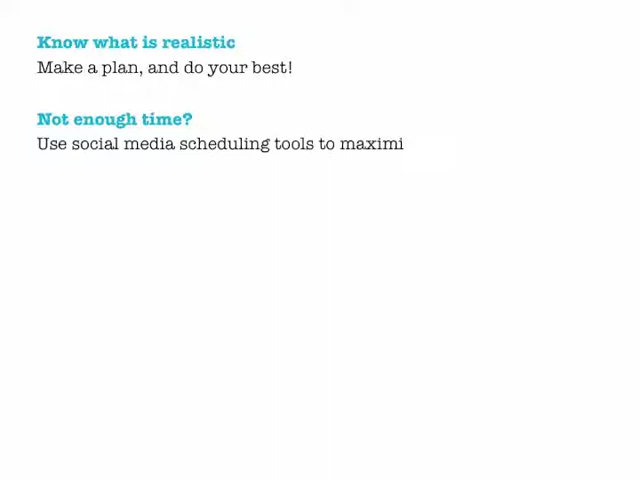 Know what is realistic
Make a plan, and do your best!
Not enough time?
Use social media scheduling tools to maximi